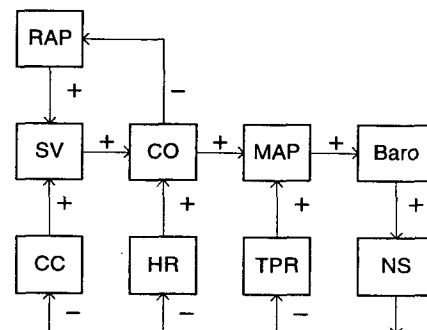 RAP
+ −
SV + CO + MAP + Baro
+ + + +
CC HR TPR NS
− − −